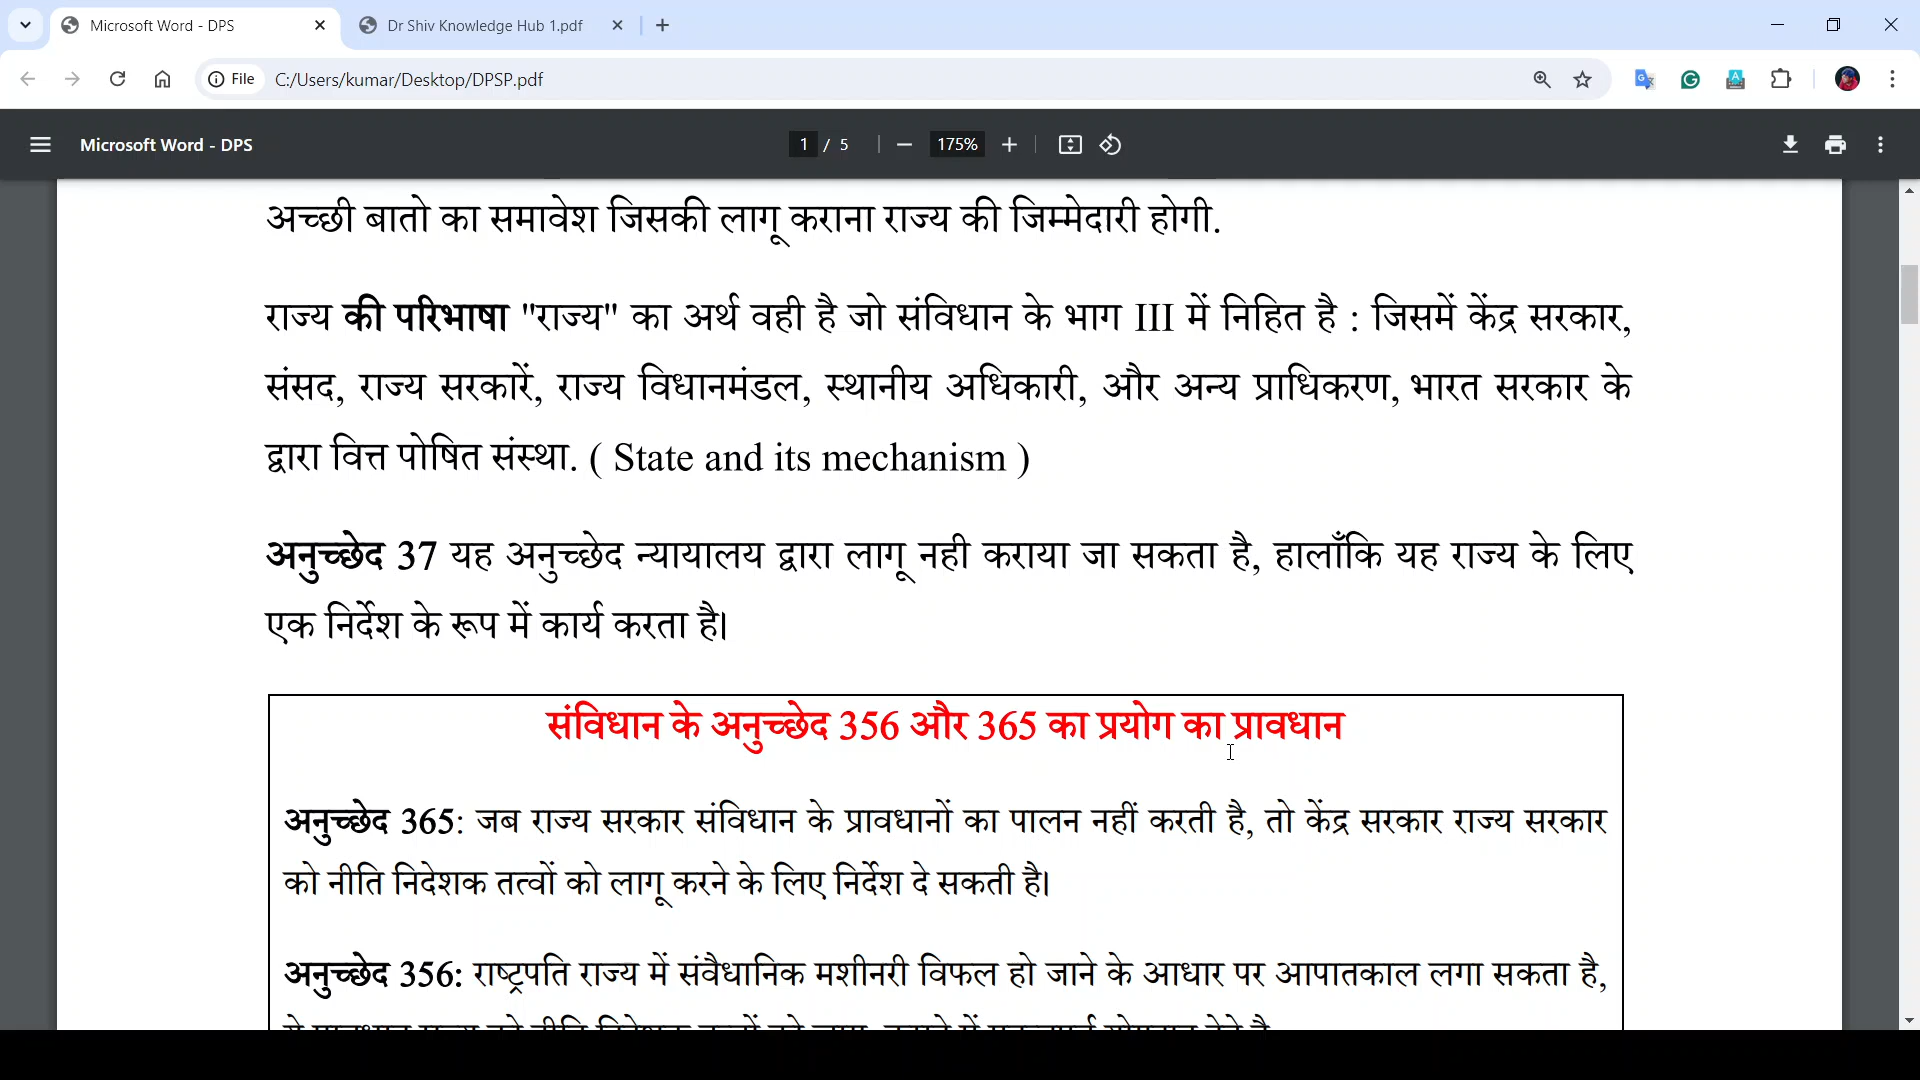 Microsoft Word - DPS
Dr Shiv Knowledge Hub 1.pdf
File
C:/Users/kumar/Desktop/DPSP.pdf
Microsoft Word - DPS
1 / 5
175%
अच्छी बातो का समावेश जिसकी लागू कराना राज्य की जिम्मेदारी होगी.
राज्य की परिभाषा "राज्य" का अर्थ वही है जो संविधान के भाग III में निहित है : जिसमें केंद्र सरकार,
संसद, राज्य सरकारें, राज्य विधानमंडल, स्थानीय अधिकारी, और अन्य प्राधिकरण, भारत सरकार के
द्वारा वित्त पोषित संस्था. ( State and its mechanism )
अनुच्छेद 37 यह अनुच्छेद न्यायालय द्वारा लागू नही कराया जा सकता है, हालाँकि यह राज्य के लिए
एक निर्देश के रूप में कार्य करता है।
संविधान के अनुच्छेद 356 और 365 का प्रयोग का प्रावधान
अनुच्छेद 365: जब राज्य सरकार संविधान के प्रावधानों का पालन नहीं करती है, तो केंद्र सरकार राज्य सरकार
को नीति निदेशक तत्वों को लागू करने के लिए निर्देश दे सकती है।
अनुच्छेद 356: राष्ट्रपति राज्य में संवैधानिक मशीनरी विफल हो जाने के आधार पर आपातकाल लगा सकता है,